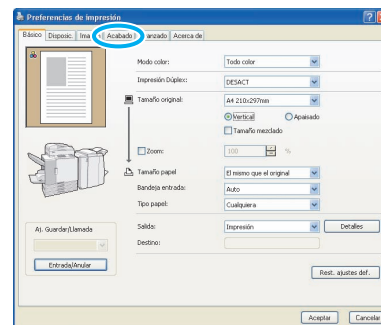 Preferencias de impresión
Básico Disposic. Acabado Avanzado Acerca de
Modo color: Todo color
Impresión Dúplex: DESACT
Tamaño original: A4 210x297mm
Vertical Apaisado
Tamaño mezclado
Zoom: 100 %
Tamaño papel El mismo que el original
Bandeja entrada: Auto
Tipo papel: Cualquiera
Aj. Guardar/Llamada
Salida: Impresión Detalles
Destino:
Entrada/Anular
Rest. ajustes def.
Aceptar Cancelar